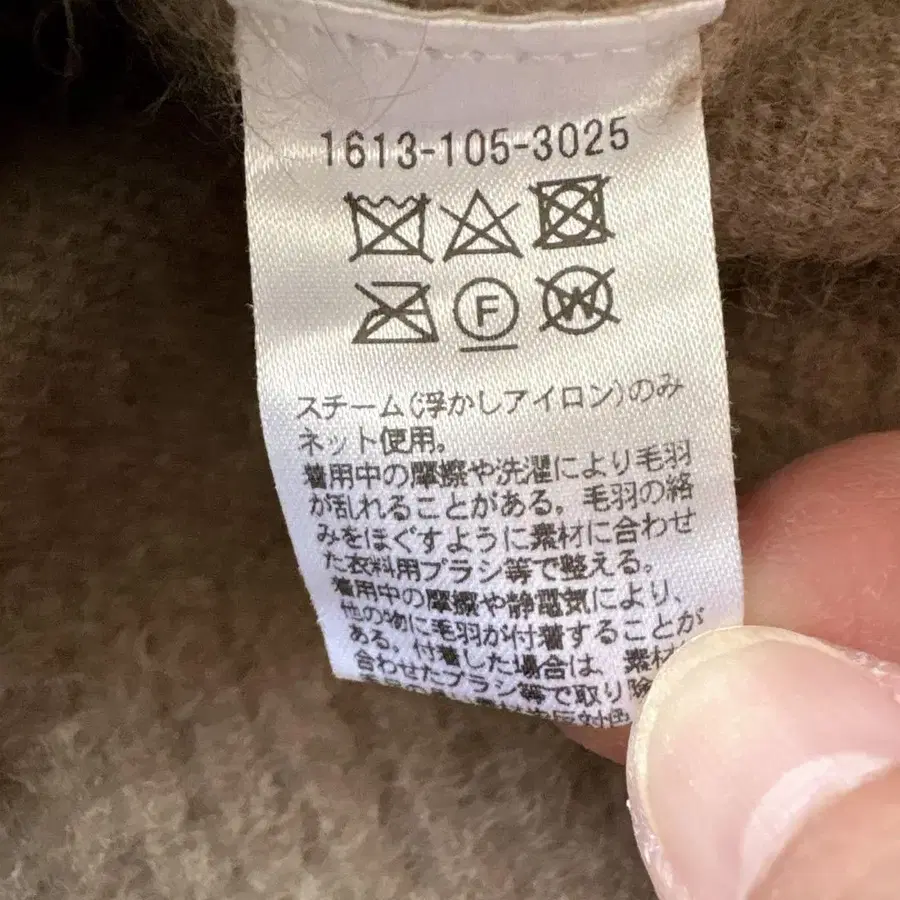 1613-105-3025
F
W
スチーム(浮かしアイロン)のみ
ネット使用。
着用中の摩擦や洗濯により毛羽
が乱れることがある。毛羽の絡
みをほぐすように素材に合わせ
た衣料用ブラシ等で整える。
着用中の摩擦や静電気により、
他の物に毛羽が付着することが
ある。付着した場合は、素材
合わせたブラシ等で取り除
反対色